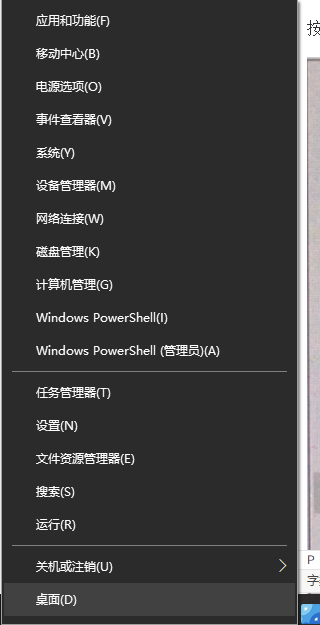 应用和功能(F)
移动中心(B)
电源选项(O)
事件查看器(V)
系统(Y)
设备管理器(M)
网络连接(W)
磁盘管理(K)
计算机管理(G)
Windows PowerShell(I)
Windows PowerShell (管理员)(A)
任务管理器(T)
设置(N)
文件资源管理器(E)
搜索(S)
运行(R)
关机或注销(U)
桌面(D)
按
P
字